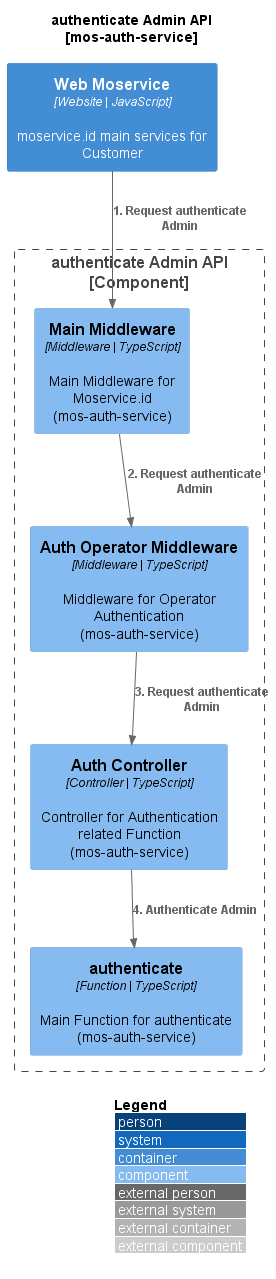 authenticate Admin API
[mos-auth-service]
Web Moservice
[Website | JavaScript]
moservice.id main services for
Customer
1. Request authenticate
Admin
authenticate Admin API
[Component]
Main Middleware
[Middleware | TypeScript]
Main Middleware for
Moservice.id
(mos-auth-service)
2. Request authenticate
Admin
Auth Operator Middleware
[Middleware | TypeScript]
Middleware for Operator
Authentication
(mos-auth-service)
3. Request authenticate
Admin
Auth Controller
[Controller | TypeScript]
Controller for Authentication
related Function
(mos-auth-service)
4. Authenticate Admin
authenticate
[Function | TypeScript]
Main Function for authenticate
(mos-auth-service)
Legend
person
system
container
component
external person
external system
external container
external component